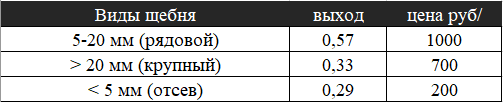 Виды щебня выход цена руб/
5-20 мм (рядовой) 0,57 1000
> 20 мм (крупный) 0,33 700
< 5 мм (отсев) 0,29 200